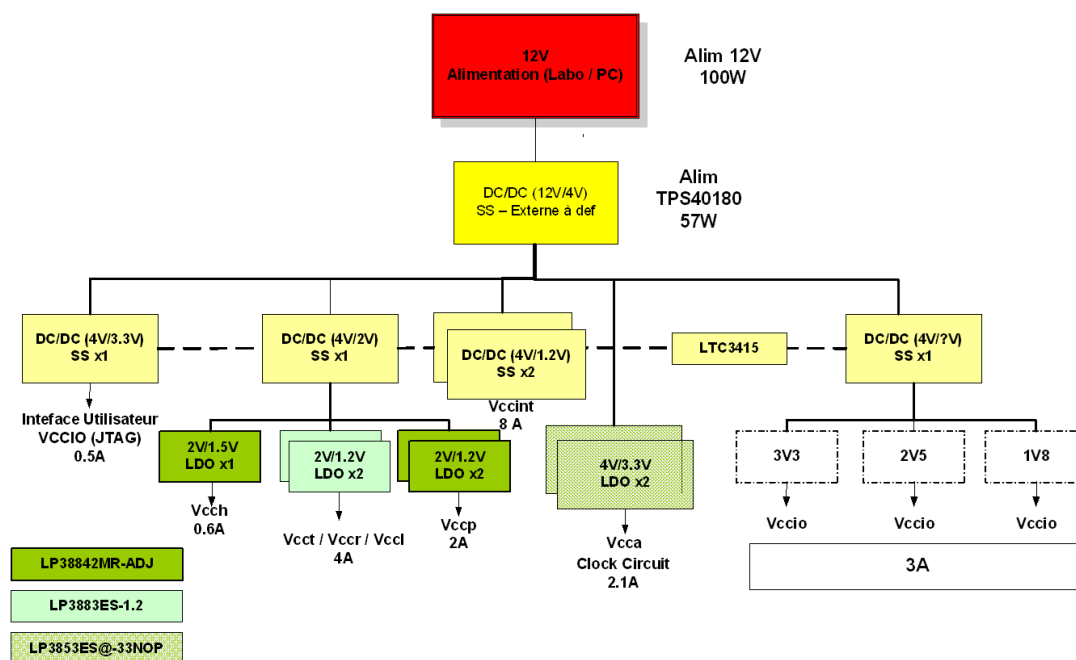 12V
Alimentation (Labo / PC)
Alim 12V
100W
DC/DC (12V/4V)
SS – Externe à def
Alim
TPS40180
57W
DC/DC (4V/3.3V)
SS x1
DC/DC (4V/2V)
SS x1
DC/DC (4V/1.2V)
SS x2
LTC3415
DC/DC (4V/?V)
SS x1
Inteface Utilisateur
VCCIO (JTAG)
0.5A
Vccint
8 A
2V/1.5V
LDO x1
2V/1.2V
LDO x2
2V/1.2V
LDO x2
4V/3.3V
LDO x2
3V3
2V5
1V8
Vcch
0.6A
Vcct / Vccr / Vccl
4A
Vccp
2A
Vcca
Clock Circuit
2.1A
Vccio
Vccio
Vccio
3A
LP38842MR-ADJ
LP3883ES-1.2
LP3853ES@-33NOP